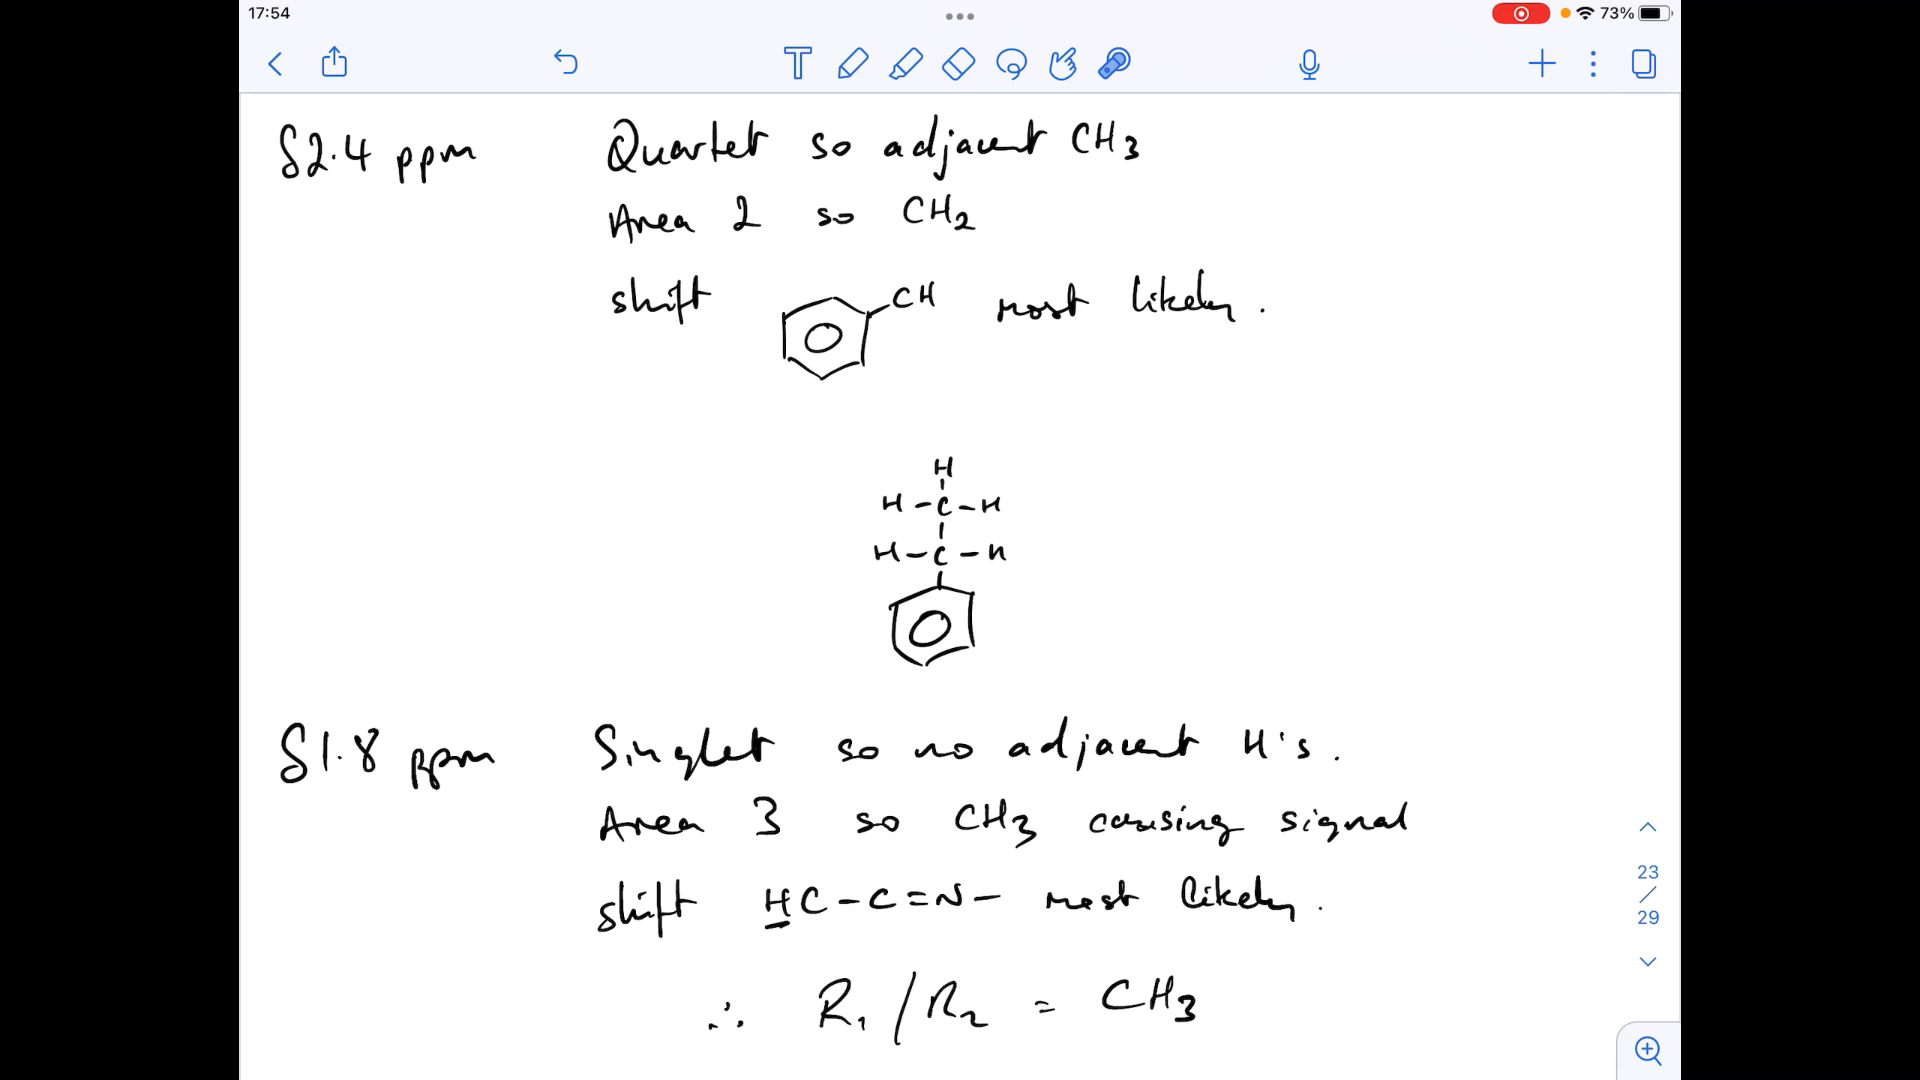 17:54
73%
δ2.4 ppm Quartet so adjacent CH3
Area 2 so CH2
shift CH most likely.
H
H-C-H
H-C-H
δ1.8 ppm Singlet so no adjacent H's.
Area 3 so CH3 causing signal
shift HC-C=N- most likely.
∴ R1/R2 = CH3
23
29